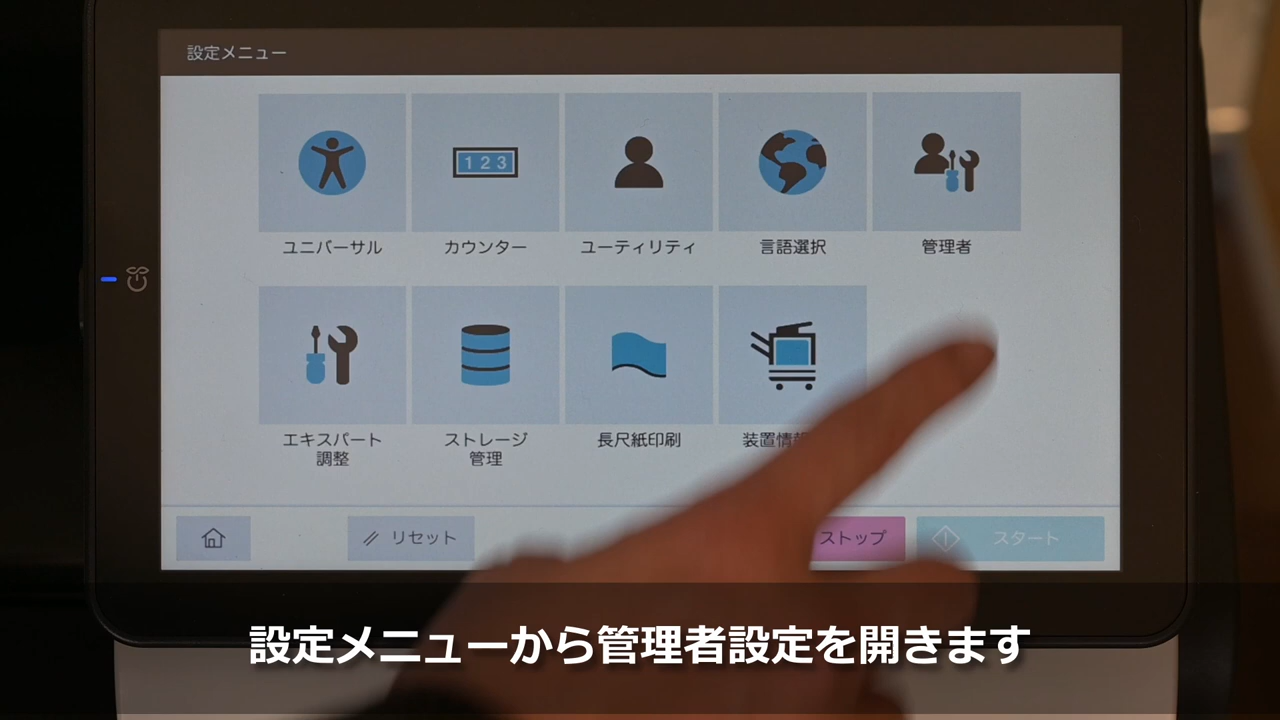 設定メニュー
123
ユニバーサル
カウンター
ユーティリティ
言語選択
管理者
エキスパート
調整
ストレージ
管理
長尺紙印刷
装置情報
リセット
ストップ
スタート
設定メニューから管理者設定を開きます